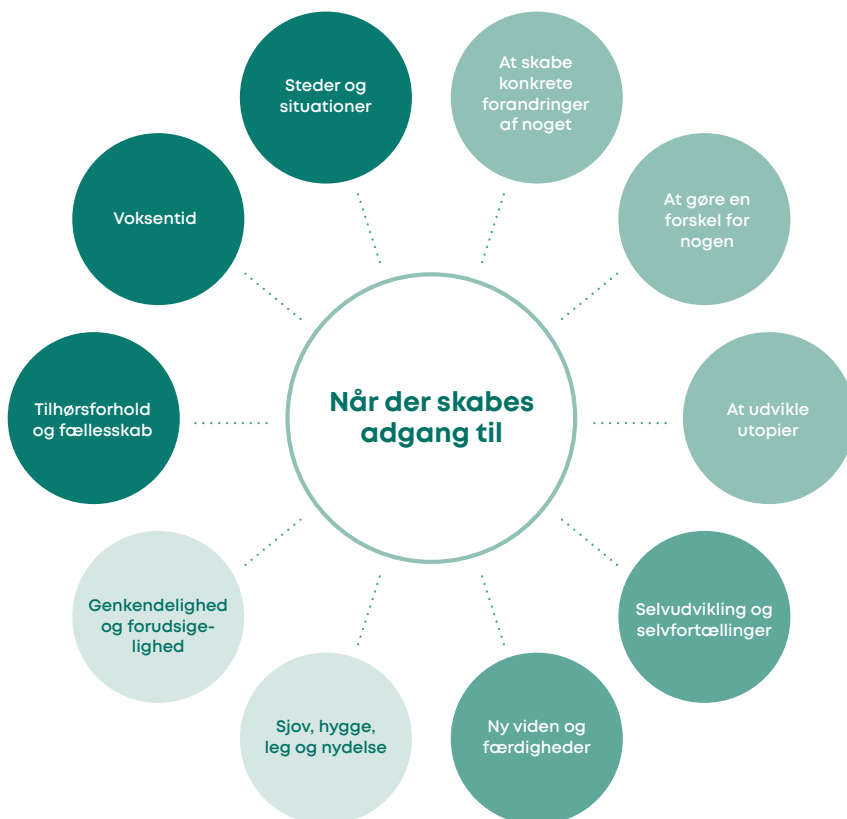 Steder og
situationer
At skabe
konkrete
forandringer
af noget
Voksentid
At gøre en
forskel for
nogen
Tilhørsforhold
og fællesskab
Når der skabes
adgang til
At udvikle
utopier
Genkendelighed
og forudsige-
lighed
Selvudvikling og
selvfortællinger
Sjov, hygge,
leg og nydelse
Ny viden og
færdigheder